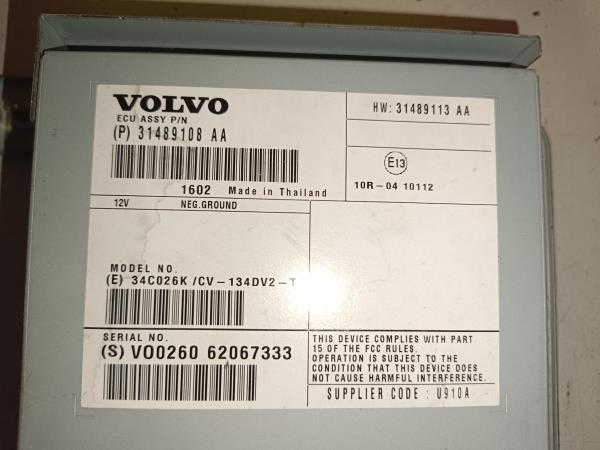 VOLVO
ECU ASSY P/N
(P) 31489108 AA
1602 Made in Thailand
HW: 31489113 AA
E13
10R-04 10112
12V NEG.GROUND
MODEL NO.
(E) 34C026K /CV-134DV2-T
SERIAL NO.
(S) V00260 62067333
THIS DEVICE COMPLIES WITH PART
15 OF THE FCC RULES.
OPERATION IS SUBJECT TO THE
CONDITION THAT THIS DEVICE DOES
NOT CAUSE HARMFUL INTERFERENCE.
SUPPLIER CODE : U910A